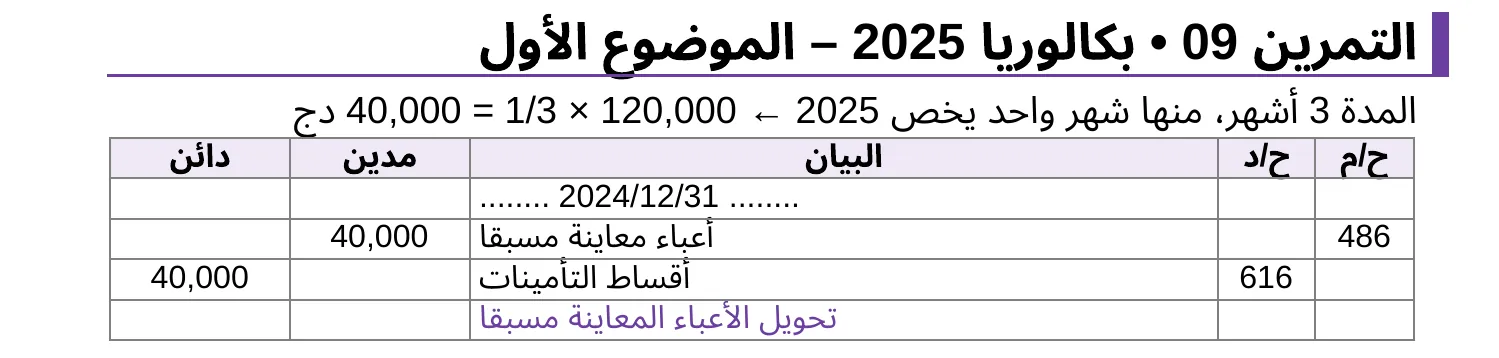 التمرين 09 • بكالوريا 2025 – الموضوع الأول
المدة 3 أشهر، منها شهر واحد يخص 2025 ← 120,000 × 1/3 = 40,000 دج
ح/م ح/د البيان مدين دائن
........ 2024/12/31 ........
486 أعباء معاينة مسبقا 40,000
616 أقساط التأمينات 40,000
تحويل الأعباء المعاينة مسبقا